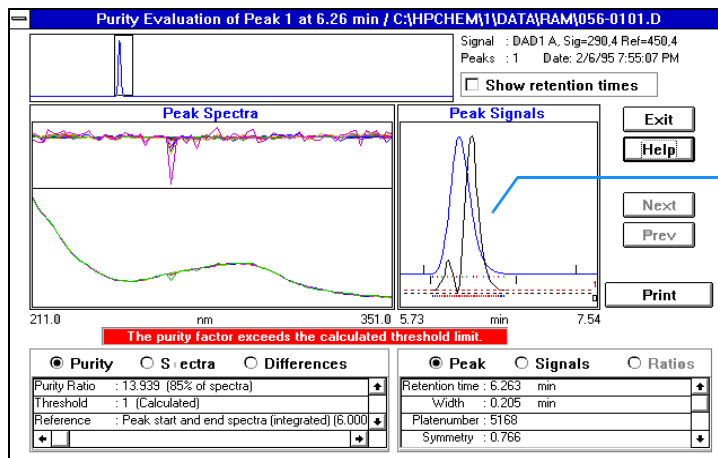 Purity Evaluation of Peak 1 at 6.26 min / C:\HPCHEM\1\DATA\RAM\056-0101.D
Signal : DAD1 A, Sig=290,4 Ref=450,4
Peaks : 1 Date: 2/6/95 7:55:07 PM
Show retention times
Peak Spectra
Peak Signals
Exit
Help
Next
Prev
Print
1
0
211.0 nm 351.0
5.73 min 7.54
The purity factor exceeds the calculated threshold limit.
Purity Spectra Differences
Purity Ratio : 13.939 (85% of spectra)
Threshold : 1 (Calculated)
Reference : Peak start and end spectra (integrated) (6.000
Peak Signals Ratios
Retention time : 6.263 min
Width : 0.205 min
Platenumber : 5168
Symmetry : 0.766